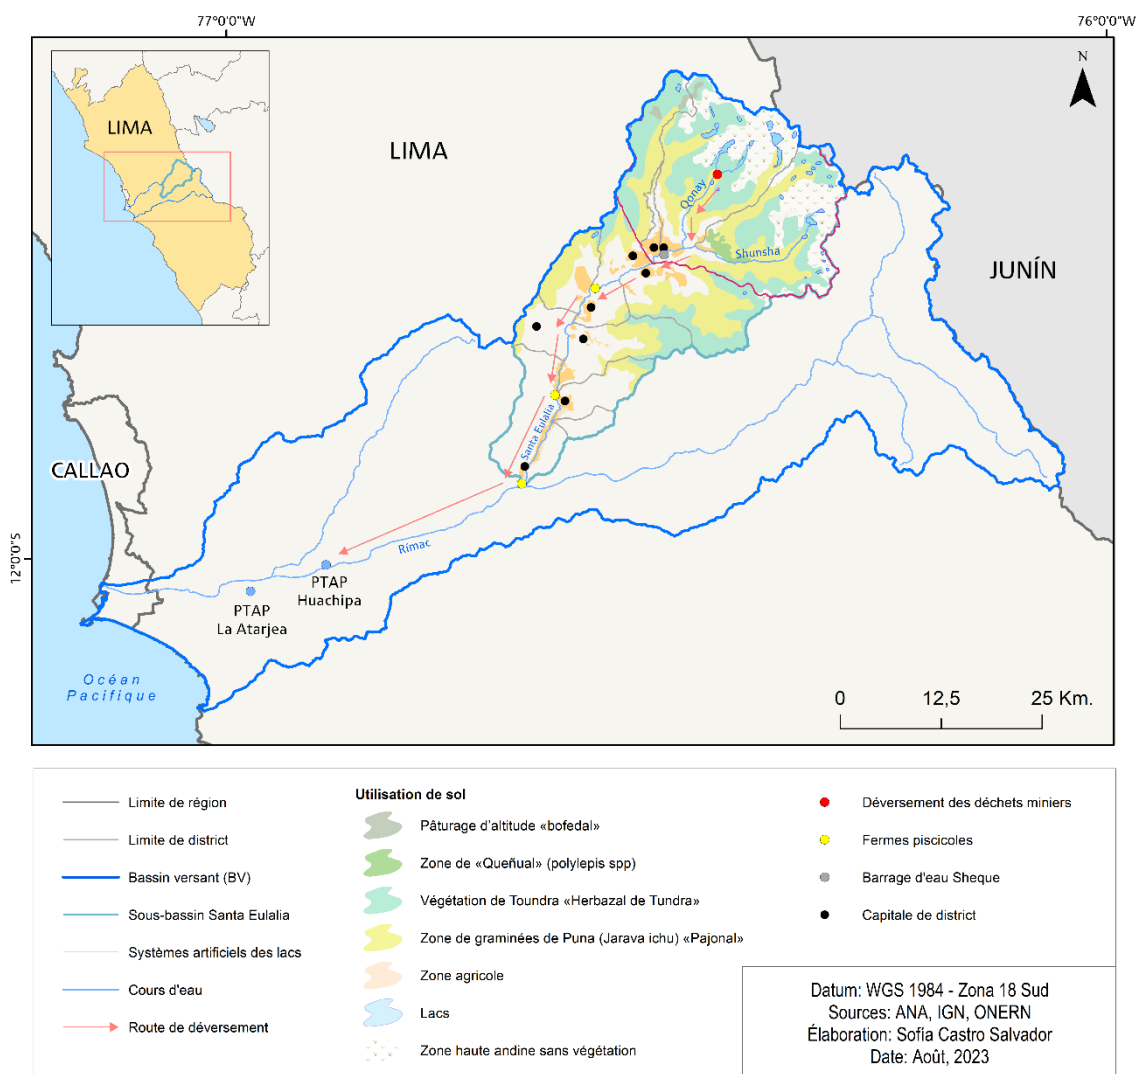 77°0'0"W
76°0'0"W
N
LIMA
LIMA
JUNÍN
Qonay
Shunsha
Santa Eulalia
CALLAO
Rímac
12°0'0"S
PTAP
Huachipa
PTAP
La Atarjea
Océan
Pacifique
0 12,5 25 Km.
Limite de région
Limite de district
Bassin versant (BV)
Sous-bassin Santa Eulalia
Systèmes artificiels des lacs
Cours d'eau
Route de déversement
Utilisation de sol
Pâturage d'altitude «bofedal»
Zone de «Queñual» (polylepis spp)
Végétation de Toundra «Herbazal de Tundra»
Zone de graminées de Puna (Jarava ichu) «Pajonal»
Zone agricole
Lacs
Zone haute andine sans végétation
Déversement des déchets miniers
Fermes piscicoles
Barrage d'eau Sheque
Capitale de district
Datum: WGS 1984 - Zona 18 Sud
Sources: ANA, IGN, ONERN
Élaboration: Sofía Castro Salvador
Date: Août, 2023